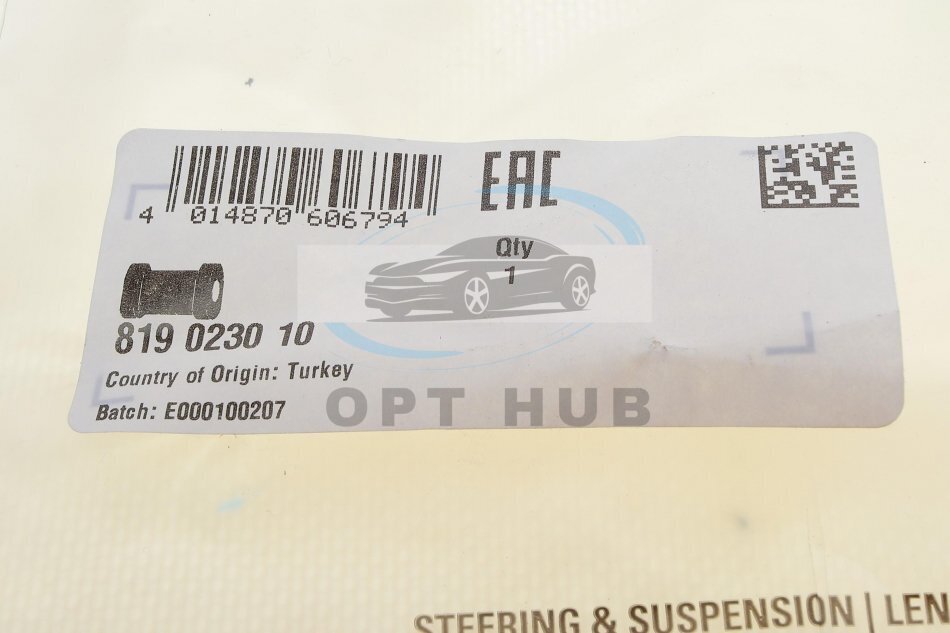 4 014870 606794
EAC
Qty
1
819 0230 10
Country of Origin: Turkey
Batch: E000100207
OPT HUB
STEERING & SUSPENSION | LEN